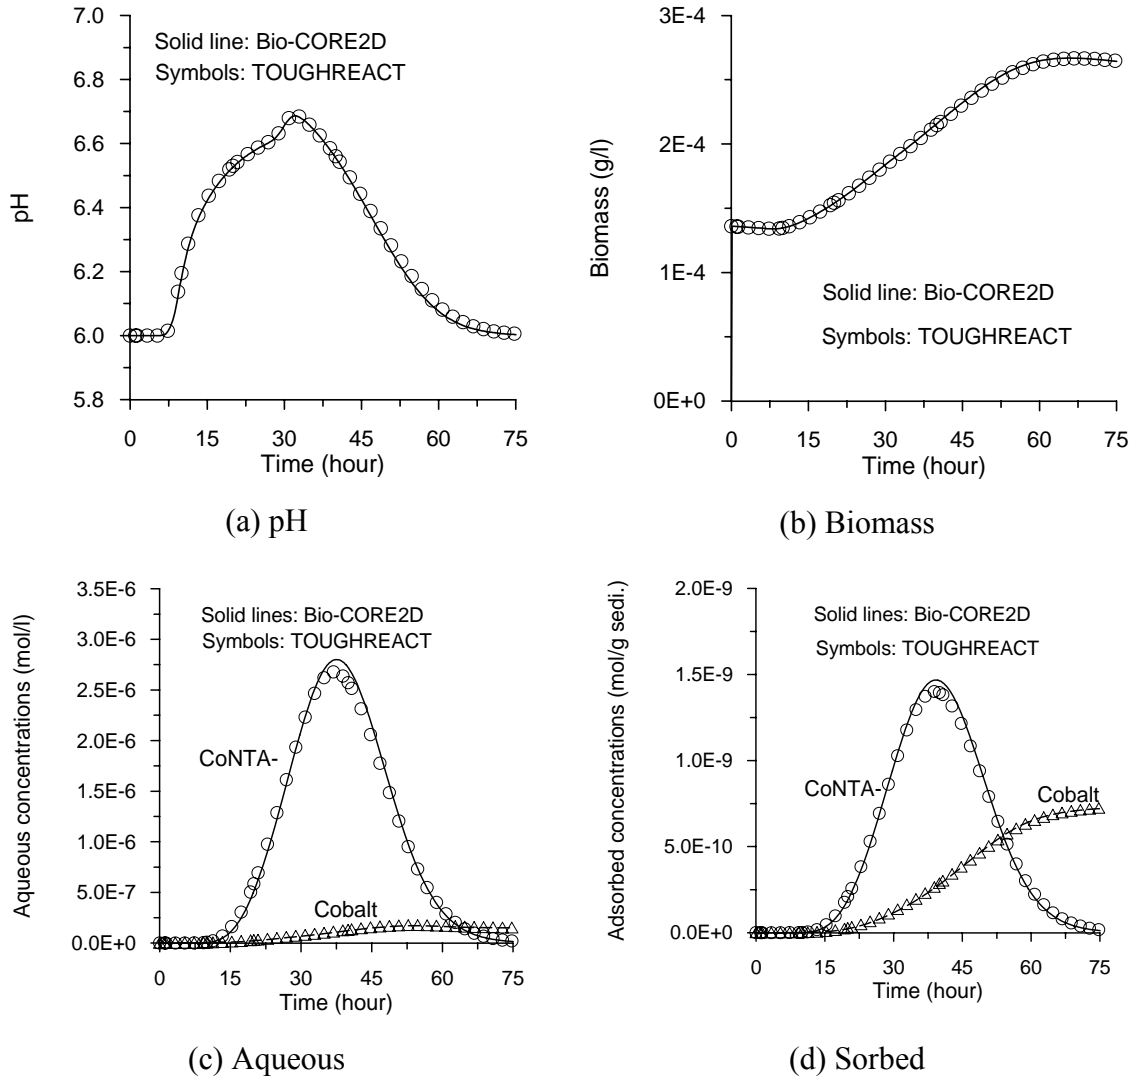 7.0
6.8
6.6
6.4
6.2
6.0
5.8
pH
Solid line: Bio-CORE2D
Symbols: TOUGHREACT
0 15 30 45 60 75
Time (hour)
(a) pH
3E-4
2E-4
1E-4
0E+0
Biomass (g/l)
Solid line: Bio-CORE2D
Symbols: TOUGHREACT
0 15 30 45 60 75
Time (hour)
(b) Biomass
3.5E-6
3.0E-6
2.5E-6
2.0E-6
1.5E-6
1.0E-6
5.0E-7
0.0E+0
Aqueous concentrations (mol/l)
Solid lines: Bio-CORE2D
Symbols: TOUGHREACT
CoNTA-
Cobalt
0 15 30 45 60 75
Time (hour)
(c) Aqueous
2.0E-9
1.5E-9
1.0E-9
5.0E-10
0.0E+0
Adsorbed concentrations (mol/g sedi.)
Solid lines: Bio-CORE2D
Symbols: TOUGHREACT
CoNTA-
Cobalt
0 15 30 45 60 75
Time (hour)
(d) Sorbed